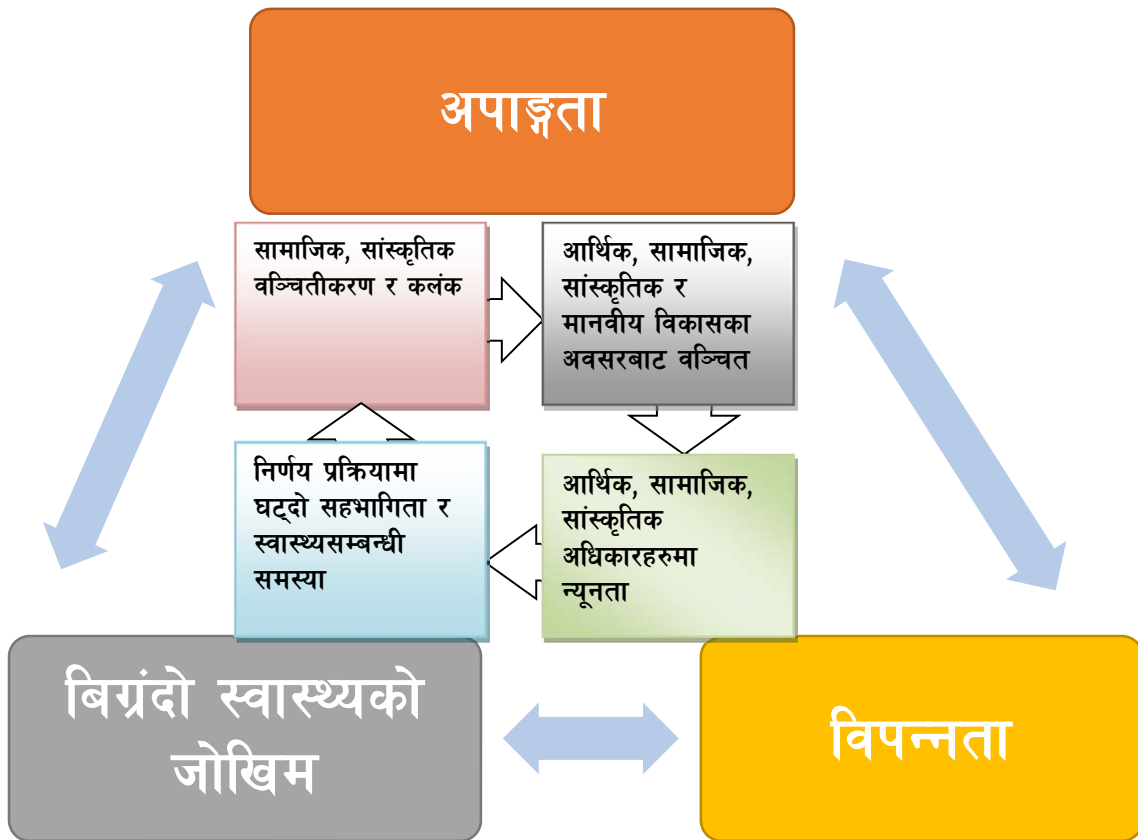 अपाङ्गता
सामाजिक, सांस्कृतिक
वञ्चितीकरण र कलंक
आर्थिक, सामाजिक,
सांस्कृतिक र
मानवीय विकासका
अवसरबाट वञ्चित
निर्णय प्रक्रियामा
घट्दो सहभागिता र
स्वास्थ्यसम्बन्धी
समस्या
आर्थिक, सामाजिक,
सांस्कृतिक
अधिकारहरुमा
न्यूनता
बिग्रंदो स्वास्थ्यको
जोखिम
विपन्नता